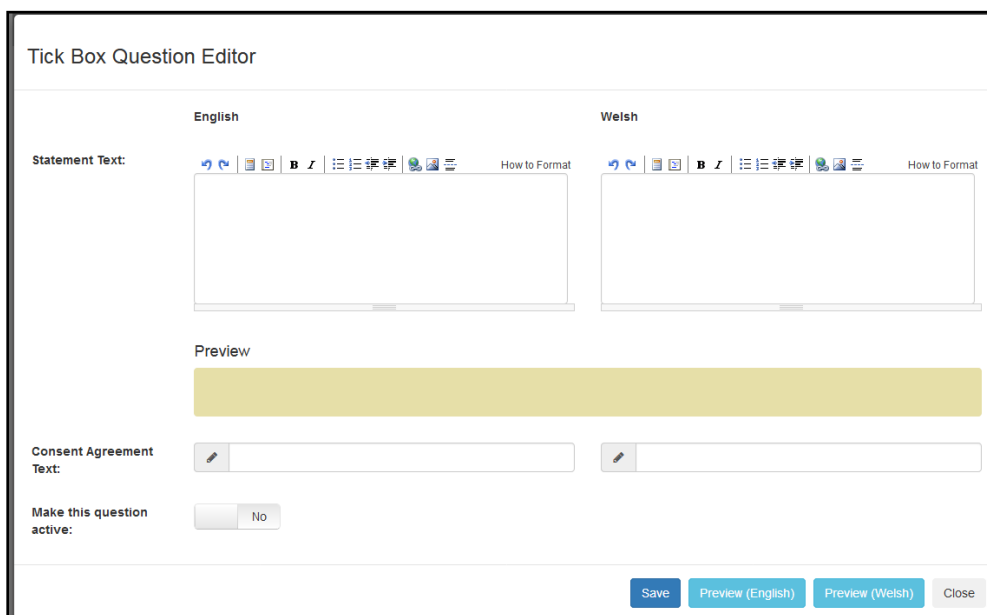 Tick Box Question Editor
English Welsh
Statement Text:
B I How to Format B I How to Format
Preview
Consent Agreement
Text:
Make this question
active:
No
Save Preview (English) Preview (Welsh) Close